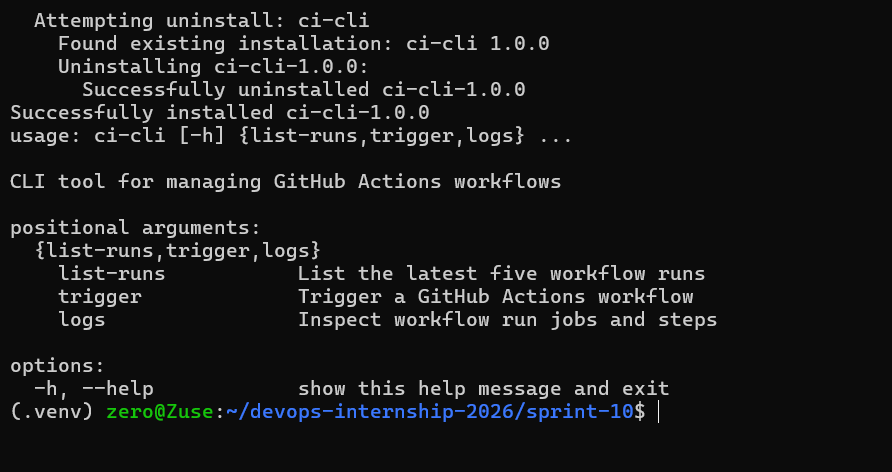 Attempting uninstall: ci-cli
Found existing installation: ci-cli 1.0.0
Uninstalling ci-cli-1.0.0:
Successfully uninstalled ci-cli-1.0.0
Successfully installed ci-cli-1.0.0
usage: ci-cli [-h] {list-runs,trigger,logs} ...
CLI tool for managing GitHub Actions workflows
positional arguments:
{list-runs,trigger,logs}
list-runs List the latest five workflow runs
trigger Trigger a GitHub Actions workflow
logs Inspect workflow run jobs and steps
options:
-h, --help show this help message and exit
(.venv) zero@Zuse:~/devops-internship-2026/sprint-10$